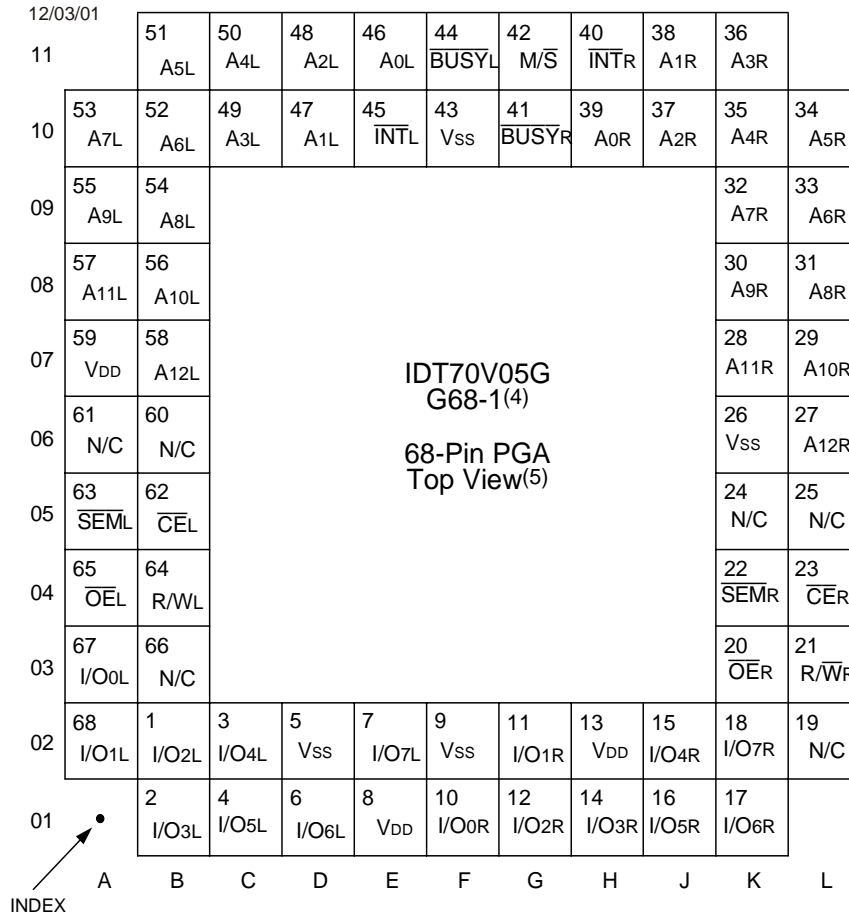 12/03/01
11 51 50 48 46 44 42 40 38 36
A5L A4L A2L A0L BUSYL M/S INTR A1R A3R
10 53 52 49 47 45 43 41 39 37 35 34
A7L A6L A3L A1L INTL VSS BUSYR A0R A2R A4R A5R
09 55 54 32 33
A9L A8L A7R A6R
08 57 56 30 31
A11L A10L A9R A8R
07 59 58 28 29
VDD A12L A11R A10R
IDT70V05G
G68-1(4)
06 61 60 26 27
N/C N/C VSS A12R
68-Pin PGA
Top View(5)
05 63 62 24 25
SEML CEL N/C N/C
04 65 64 22 23
OEL R/WL SEMR CER
03 67 66 20 21
I/O0L N/C OER R/WR
02 68 1 3 5 7 9 11 13 15 18 19
I/O1L I/O2L I/O4L VSS I/O7L VSS I/O1R VDD I/O4R I/O7R N/C
01 2 4 6 8 10 12 14 16 17
I/O3L I/O5L I/O6L VDD I/O0R I/O2R I/O3R I/O5R I/O6R
A B C D E F G H J K L
INDEX